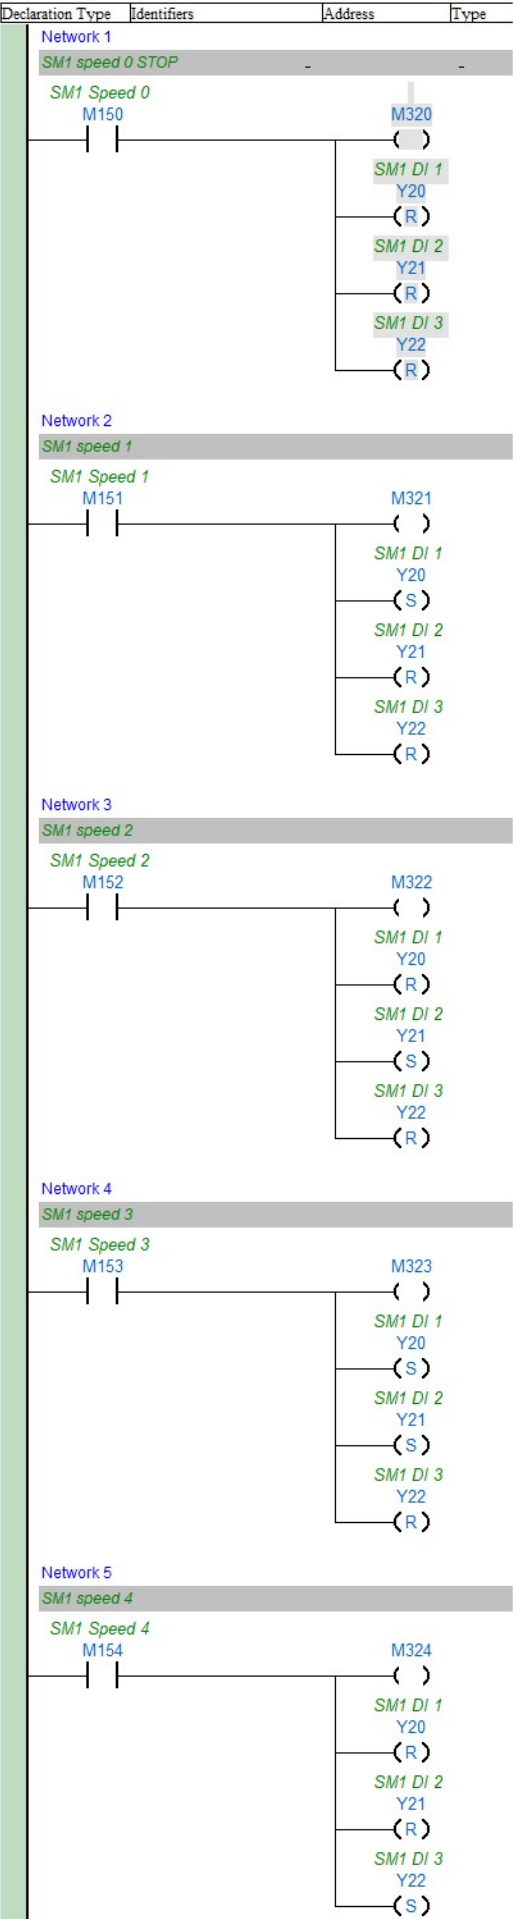 Declaration Type Identifiers Address Type
Network 1
SM1 speed 0 STOP - -
SM1 Speed 0
M150 M320
( )
SM1 DI 1
Y20
(R)
SM1 DI 2
Y21
(R)
SM1 DI 3
Y22
(R)
Network 2
SM1 speed 1
SM1 Speed 1
M151 M321
( )
SM1 DI 1
Y20
(S)
SM1 DI 2
Y21
(R)
SM1 DI 3
Y22
(R)
Network 3
SM1 speed 2
SM1 Speed 2
M152 M322
( )
SM1 DI 1
Y20
(R)
SM1 DI 2
Y21
(S)
SM1 DI 3
Y22
(R)
Network 4
SM1 speed 3
SM1 Speed 3
M153 M323
( )
SM1 DI 1
Y20
(S)
SM1 DI 2
Y21
(S)
SM1 DI 3
Y22
(R)
Network 5
SM1 speed 4
SM1 Speed 4
M154 M324
( )
SM1 DI 1
Y20
(R)
SM1 DI 2
Y21
(R)
SM1 DI 3
Y22
(S)